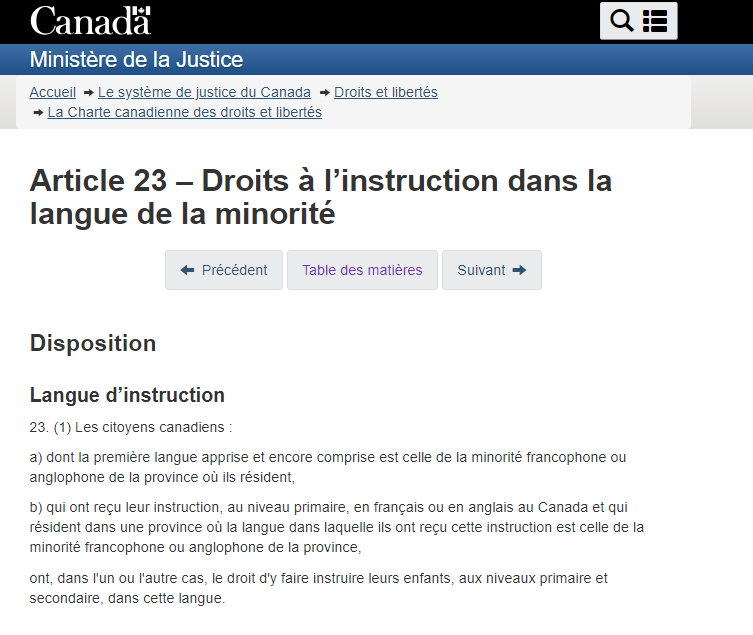 Canada
Ministère de la Justice
Accueil → Le système de justice du Canada → Droits et libertés
→ La Charte canadienne des droits et libertés
Article 23 – Droits à l’instruction dans la
langue de la minorité
← Précédent Table des matières Suivant →
Disposition
Langue d’instruction
23. (1) Les citoyens canadiens :
a) dont la première langue apprise et encore comprise est celle de la minorité francophone ou
anglophone de la province où ils résident,
b) qui ont reçu leur instruction, au niveau primaire, en français ou en anglais au Canada et qui
résident dans une province où la langue dans laquelle ils ont reçu cette instruction est celle de la
minorité francophone ou anglophone de la province,
ont, dans l'un ou l'autre cas, le droit d'y faire instruire leurs enfants, aux niveaux primaire et
secondaire, dans cette langue.